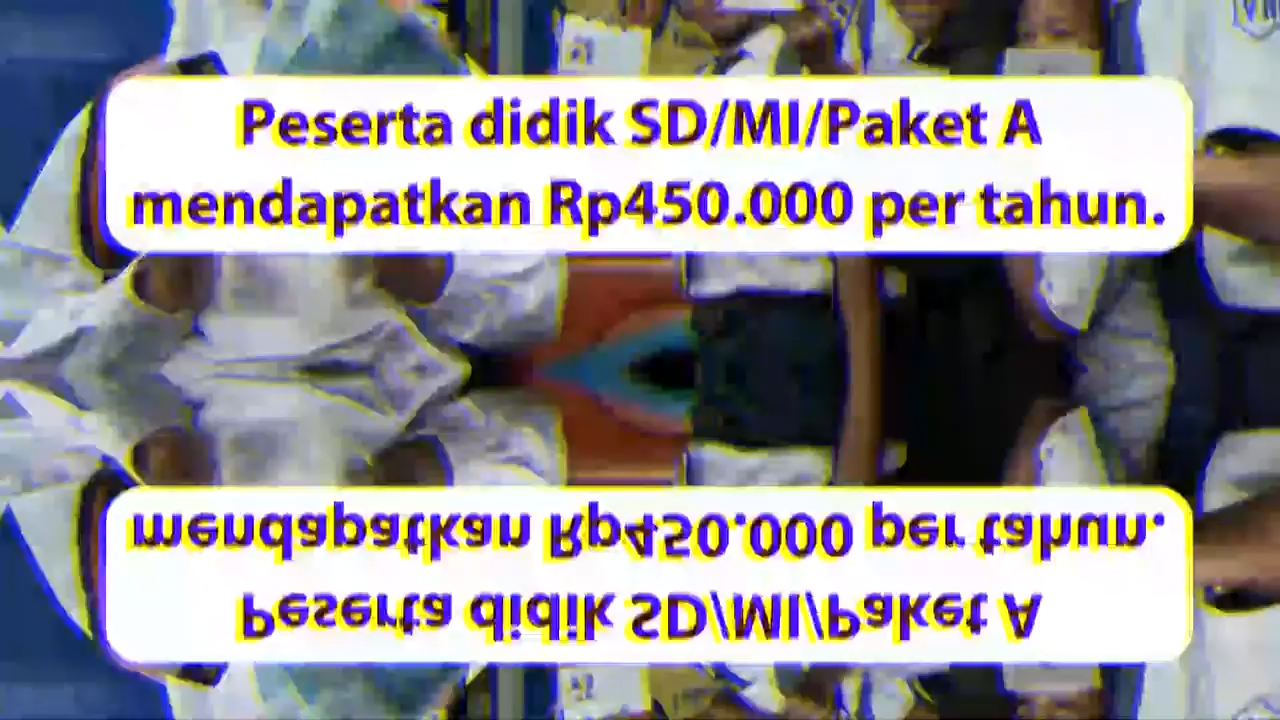 Peserta didik SD/MI/Paket A
mendapatkan Rp450.000 per tahun.
mendapatkan Rp450.000 per tahun.
Peserta didik SD/MI/Paket A